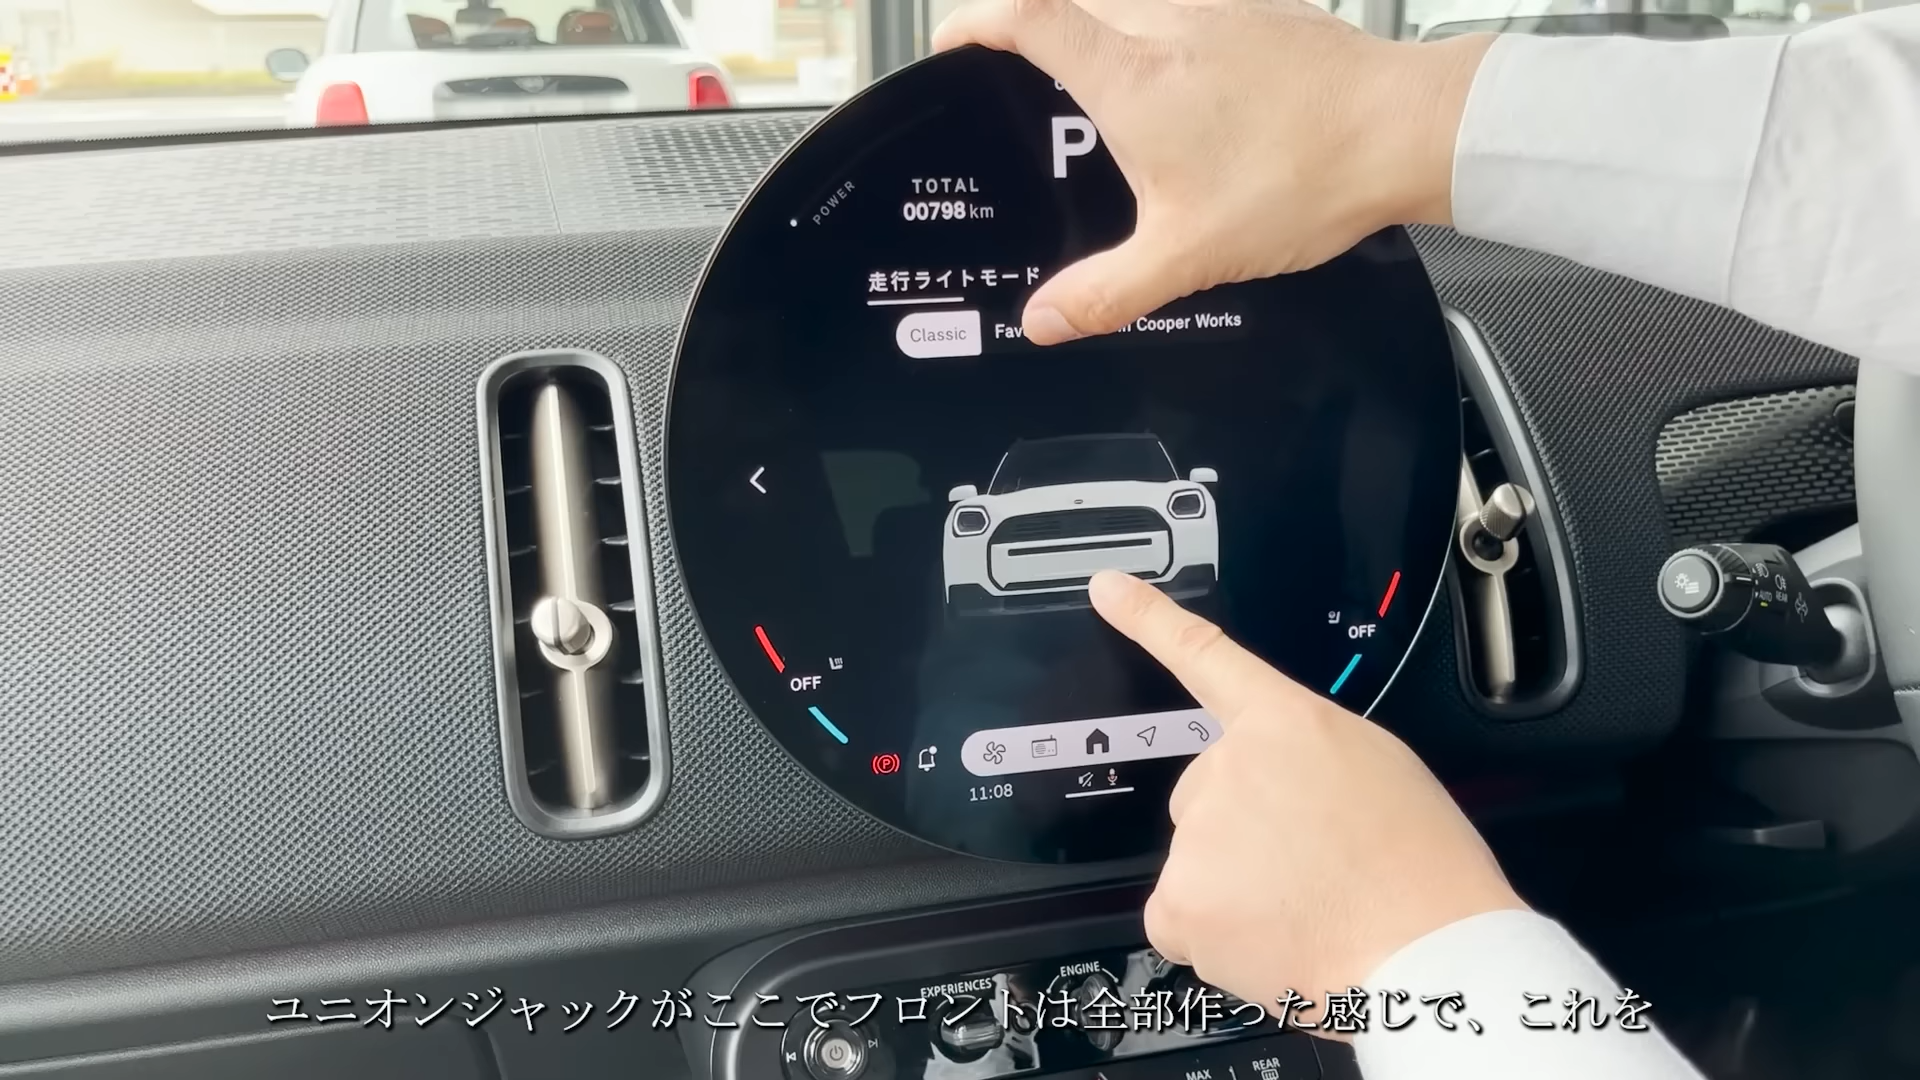 P
POWER
TOTAL
00798 km
走行ライトモード
Classic
Cooper Works
OFF
OFF
11:08
AUTO
REAR
EXPERIENCES
ENGINE
MAX
REAR
ユニオンジャックがここでフロントは全部作った感じで、これを